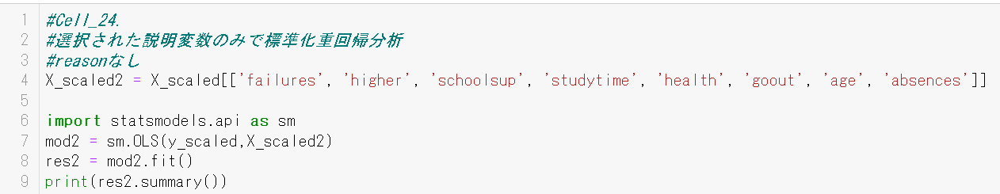 1 #Cell_24.
2 #選択された説明変数のみで標準化重回帰分析
3 #reasonなし
4 X_scaled2 = X_scaled[['failures', 'higher', 'schoolsup', 'studytime', 'health', 'goout', 'age', 'absences']]
5
6 import statsmodels.api as sm
7 mod2 = sm.OLS(y_scaled,X_scaled2)
8 res2 = mod2.fit()
9 print(res2.summary())